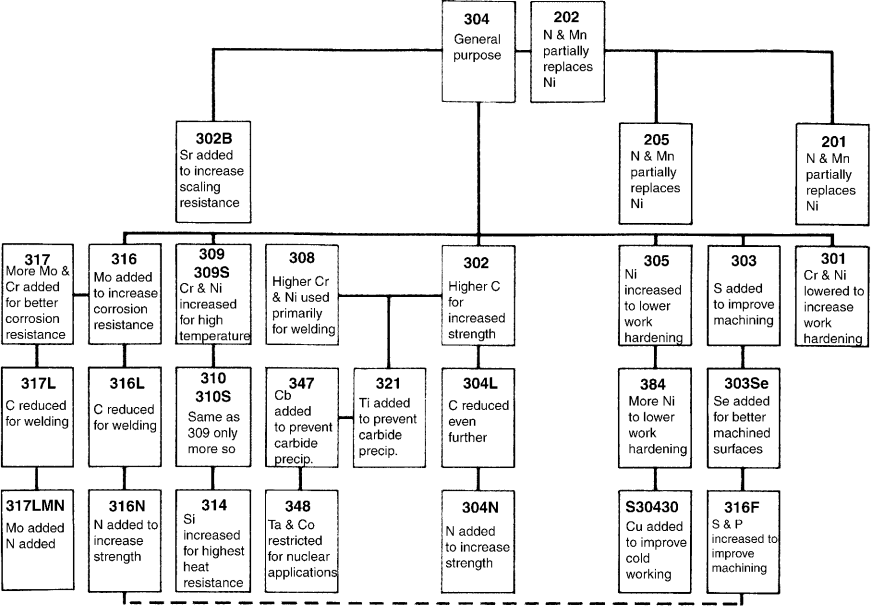 304
General
purpose
202
N & Mn
partially
replaces
Ni
302B
Sr added
to increase
scaling
resistance
205
N & Mn
partially
replaces
Ni
201
N & Mn
partially
replaces
Ni
317
More Mo &
Cr added
for better
corrosion
resistance
316
Mo added
to increase
corrosion
resistance
309
309S
Cr & Ni
increased
for high
temperature
308
Higher Cr
& Ni used
primarily
for welding
302
Higher C
for
increased
strength
305
Ni
increased
to lower
work
hardening
303
S added
to improve
machining
301
Cr & Ni
lowered to
increase
work
hardening
317L
C reduced
for welding
316L
C reduced
for welding
310
310S
Same as
309 only
more so
347
Cb
added
to prevent
carbide
precip.
321
Ti added
to prevent
carbide
precip.
304L
C reduced
even
further
384
More Ni
to lower
work
hardening
303Se
Se added
for better
machined
surfaces
317LMN
Mo added
N added
316N
N added to
increase
strength
314
Si
increased
for highest
heat
resistance
348
Ta & Co
restricted
for nuclear
applications
304N
N added
to increase
strength
S30430
Cu added
to improve
cold
working
316F
S & P
increased to
improve
machining